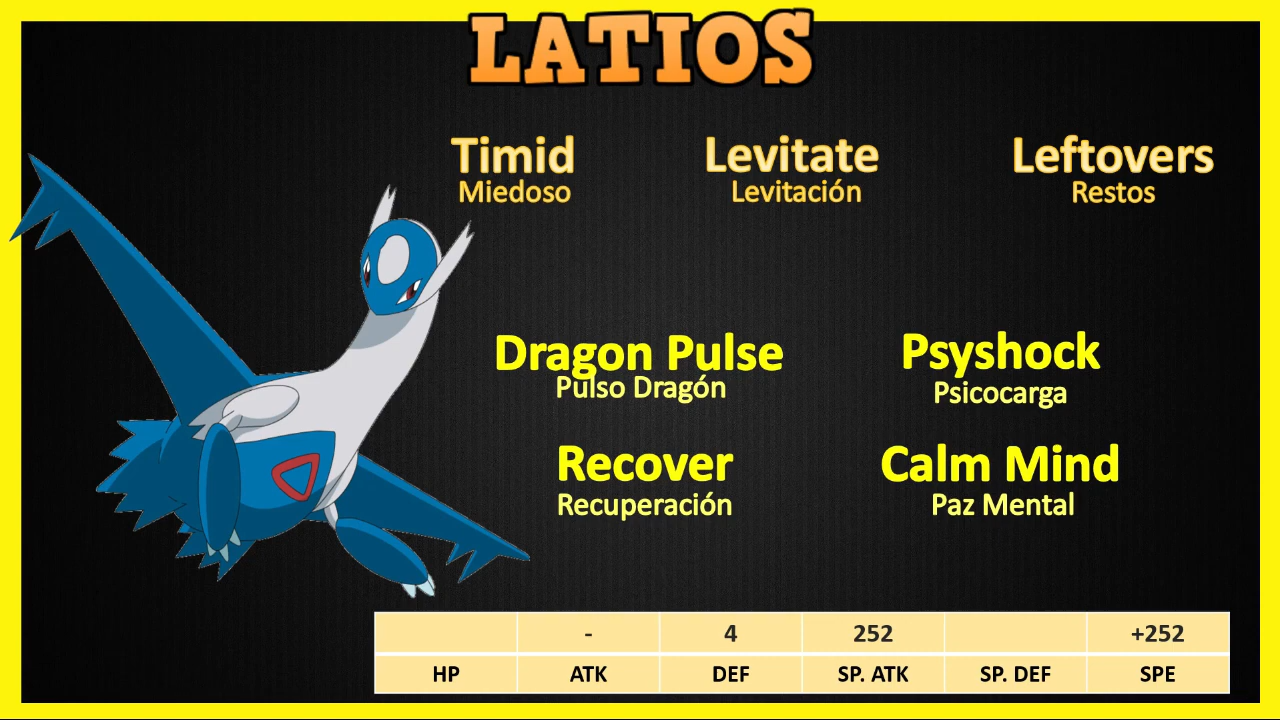 LATIOS
Timid Levitate Leftovers
Miedoso Levitación Restos
Dragon Pulse Psyshock
Pulso Dragón Psicocarga
Recover Calm Mind
Recuperación Paz Mental
- 4 252 +252
HP ATK DEF SP. ATK SP. DEF SPE